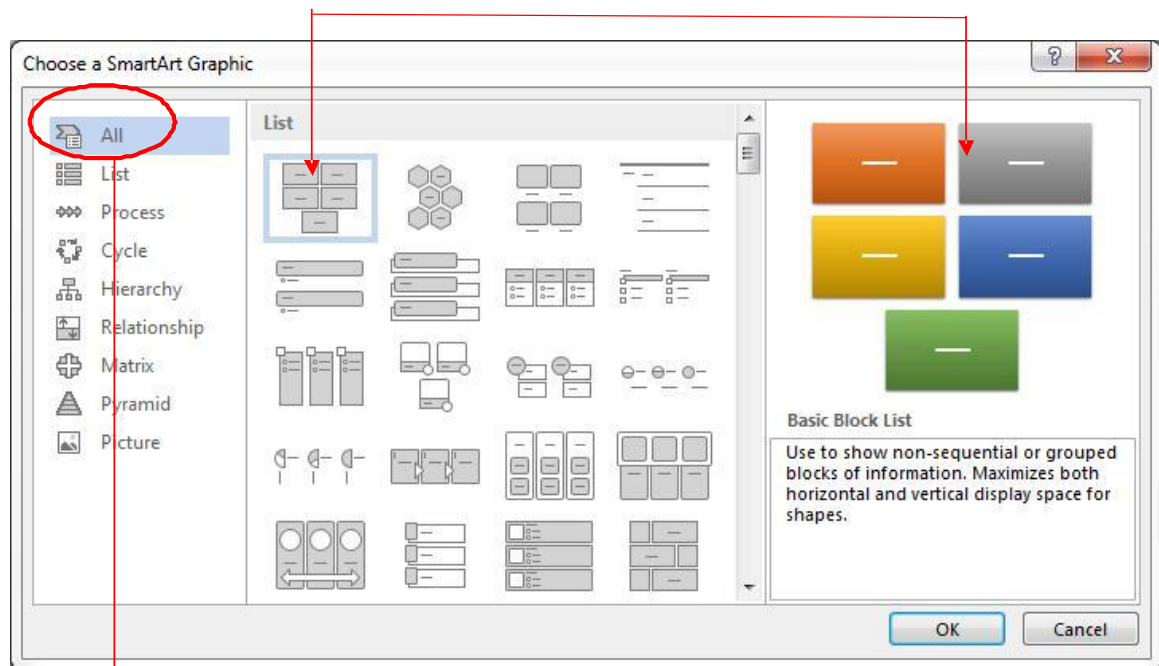 Choose a SmartArt Graphic
All
List
Process
Cycle
Hierarchy
Relationship
Matrix
Pyramid
Picture
List
Basic Block List
Use to show non-sequential or grouped
blocks of information. Maximizes both
horizontal and vertical display space for
shapes.
OK
Cancel